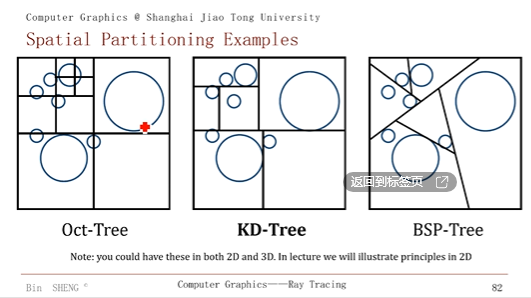 Computer Graphics @ Shanghai Jiao Tong University
Spatial Partitioning Examples
返回到标签页
Oct-Tree KD-Tree BSP-Tree
Note: you could have these in both 2D and 3D. In lecture we will illustrate principles in 2D
Bin SHENG © Computer Graphics——Ray Tracing 82